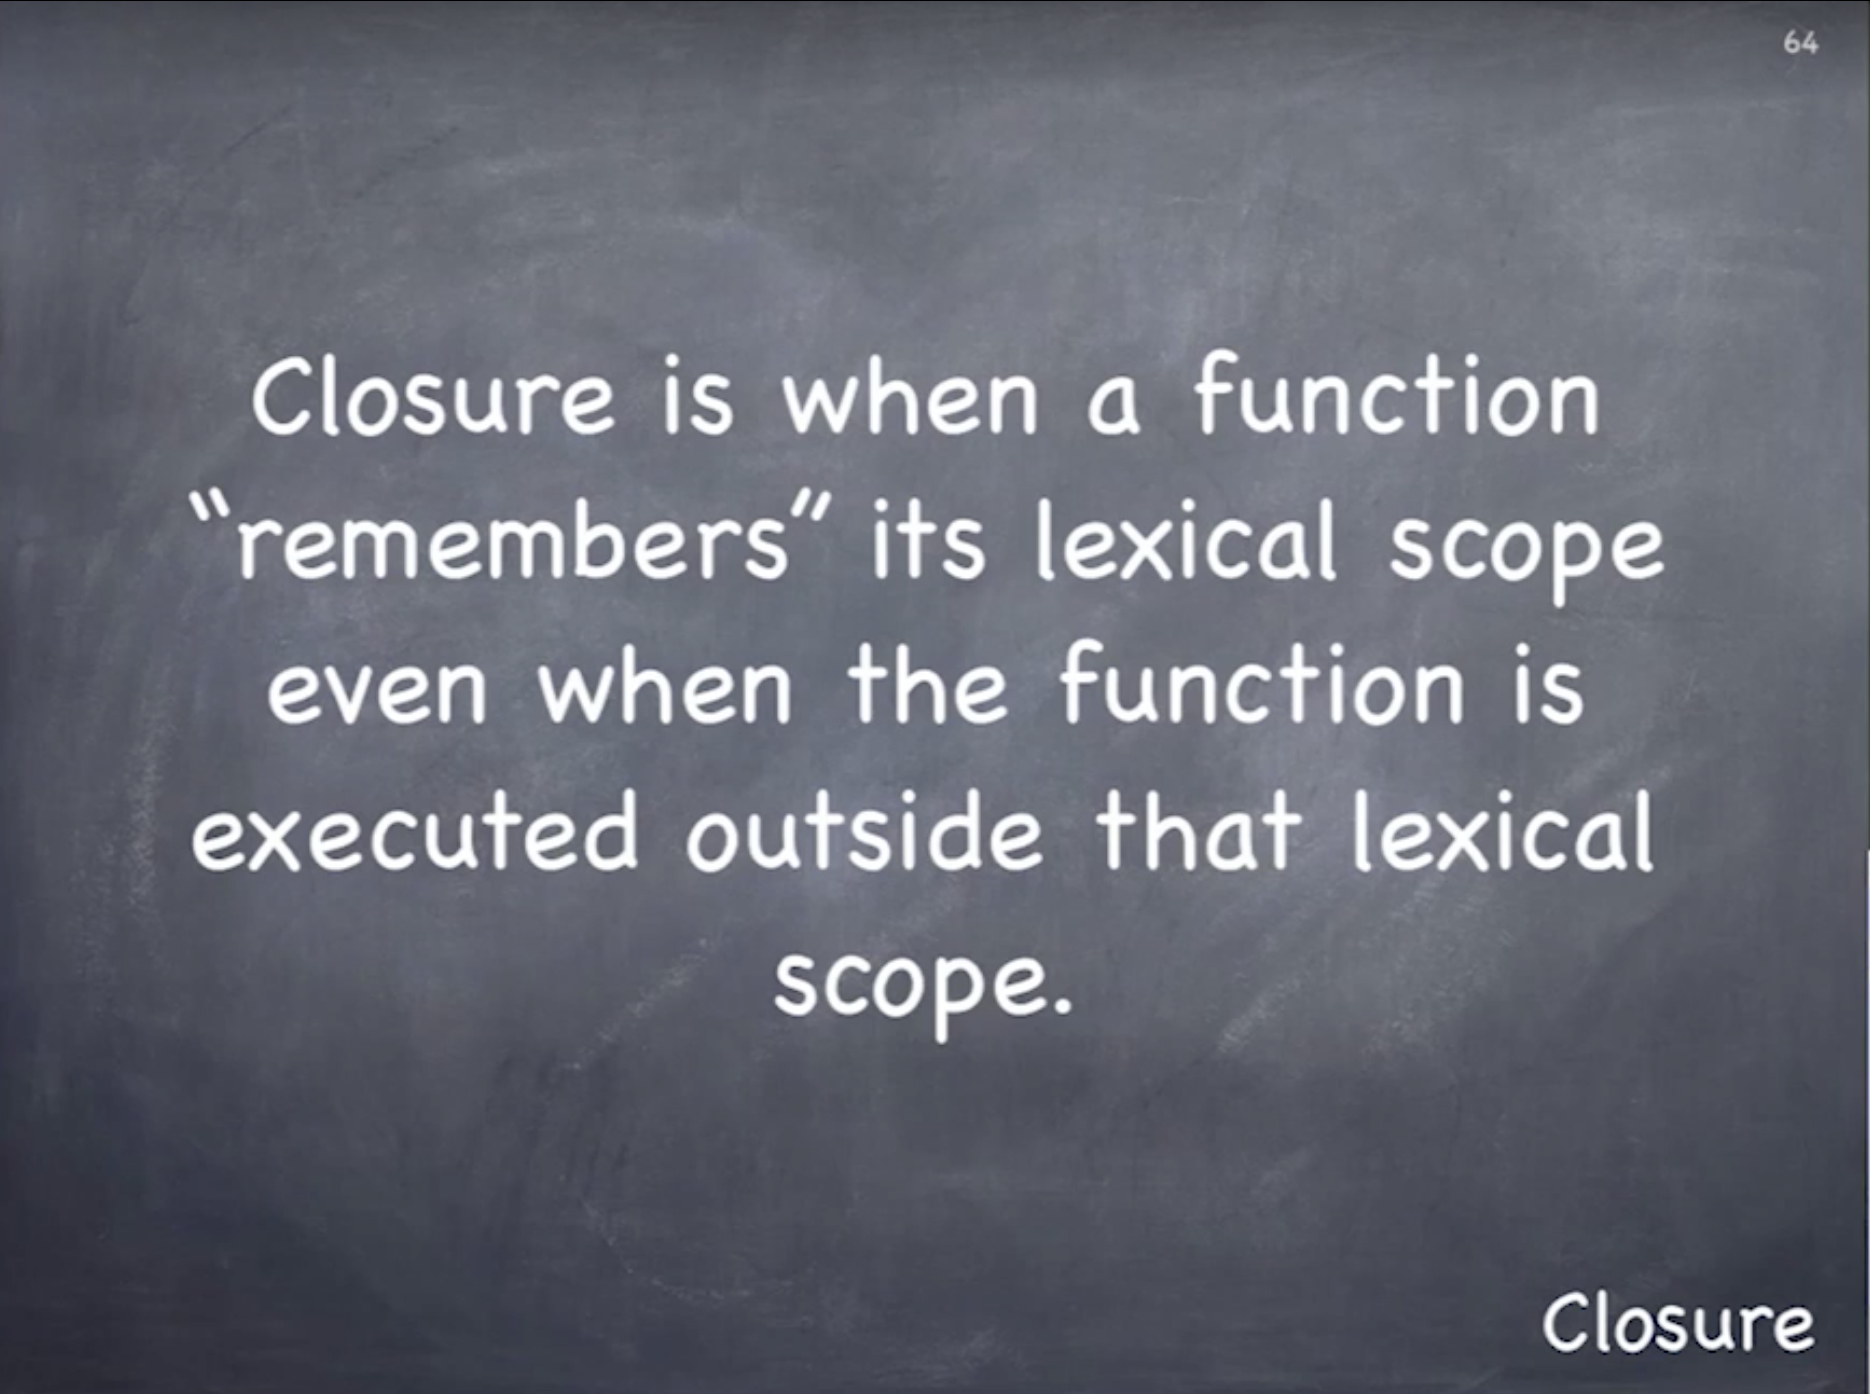 64
Closure is when a function
“remembers” its lexical scope
even when the function is
executed outside that lexical
scope.
Closure